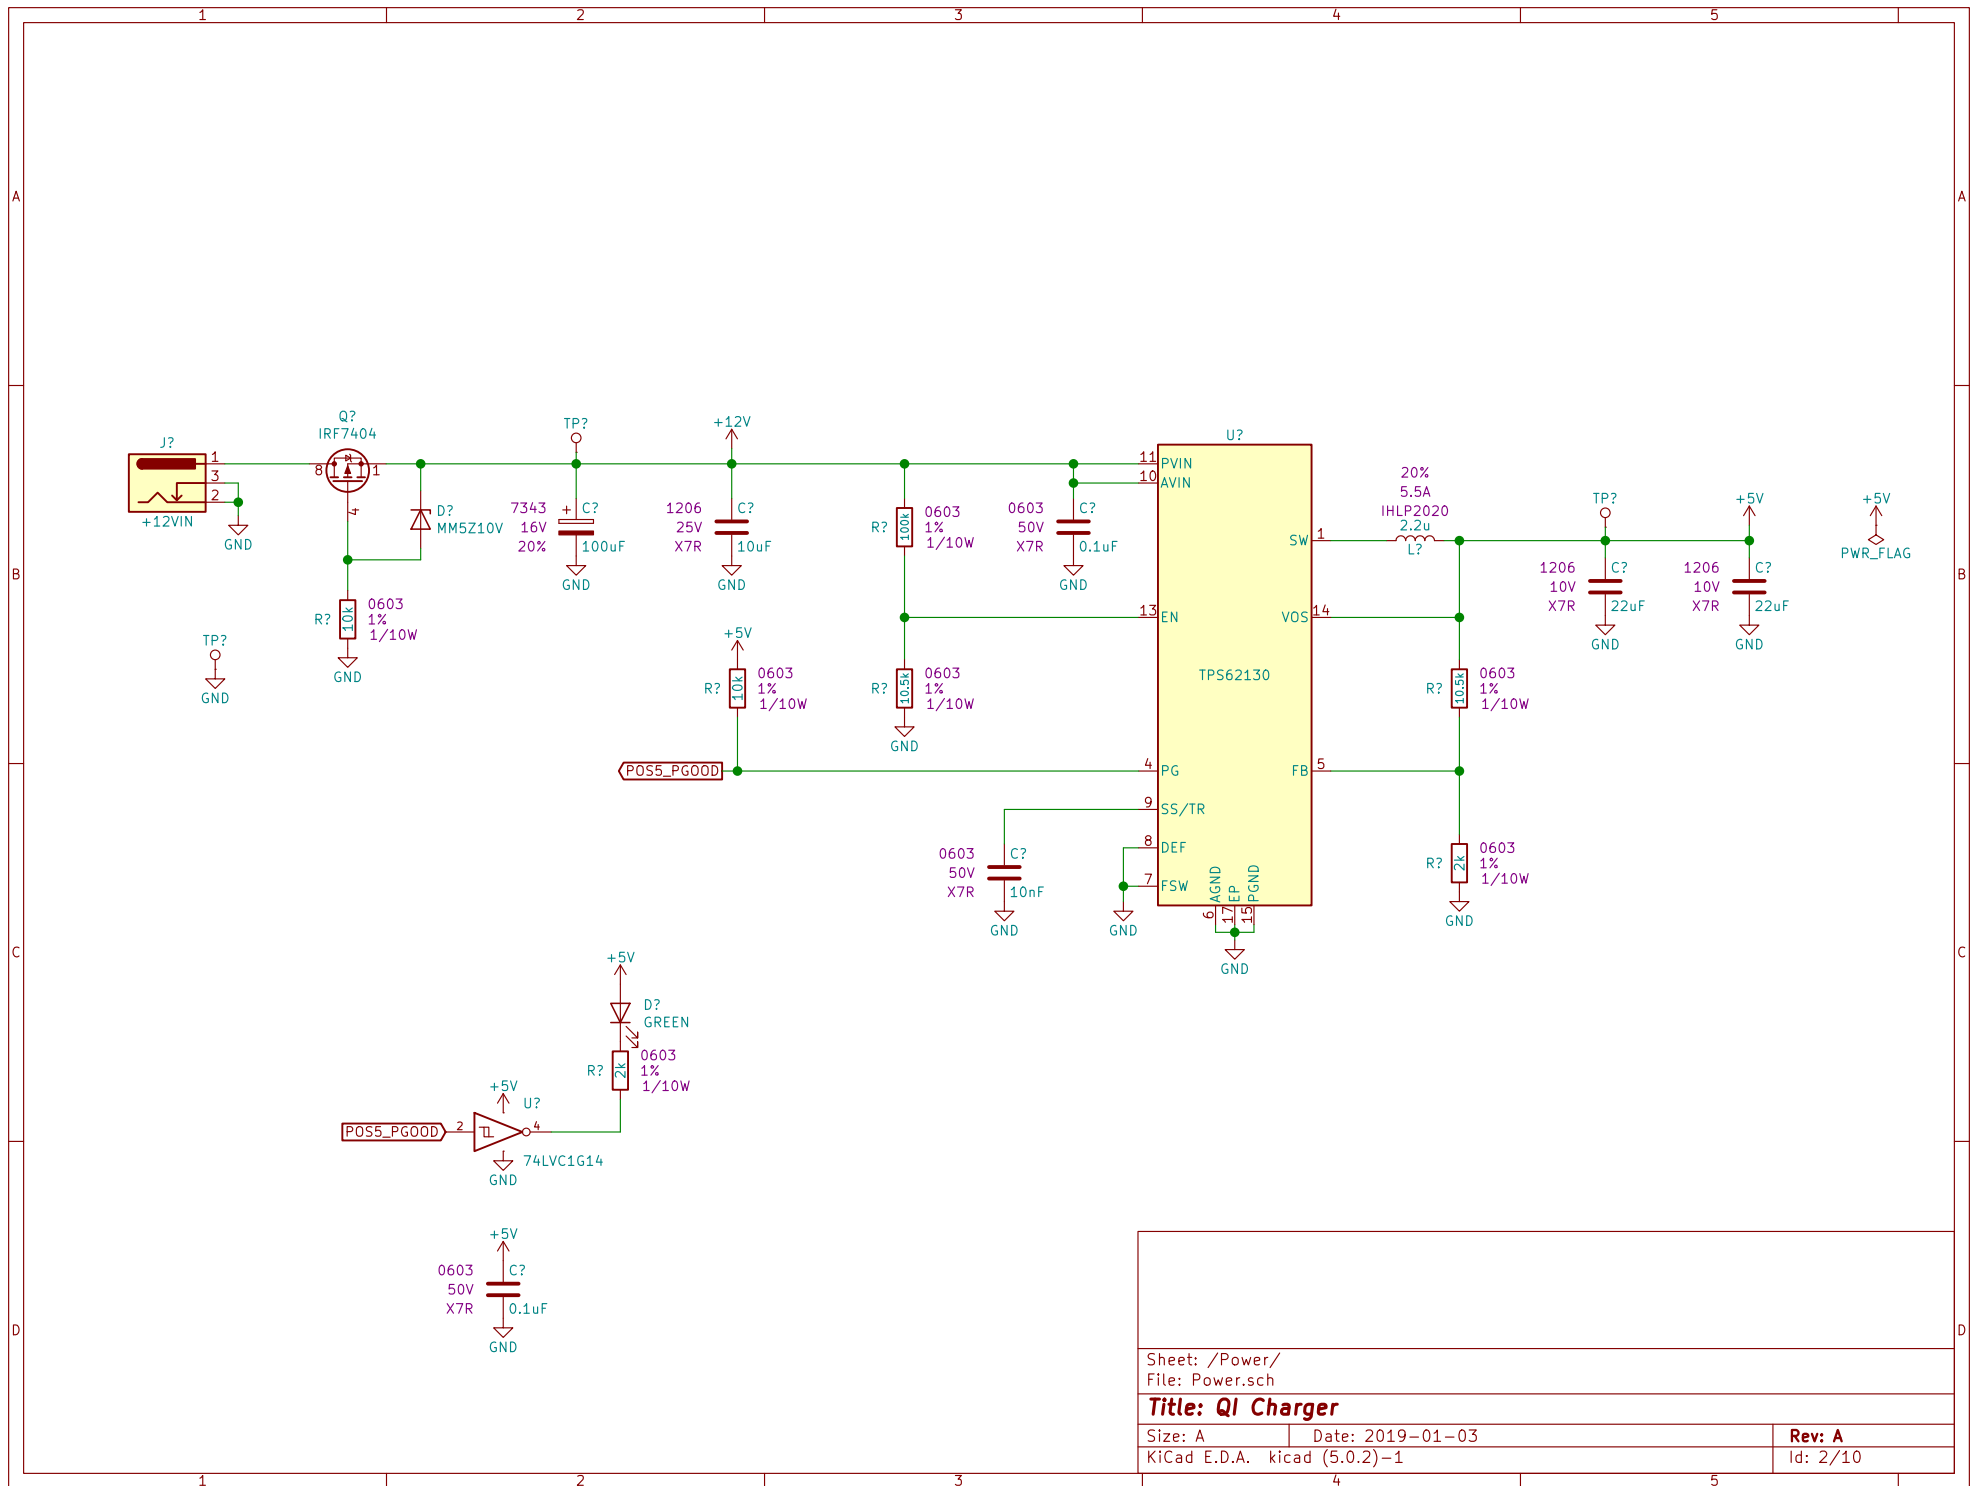 1 2 3 4 5
A A
B B
C C
D D
1 2 3 4 5
J?
1
3
2
+12VIN
GND
Q?
IRF7404
8
1
4
D?
MM5Z10V
R?
10k
0603
1%
1/10W
GND
TP?
GND
TP?
7343
16V
20%
+
C?
100uF
GND
+12V
1206
25V
X7R
C?
10uF
GND
R?
100k
0603
1%
1/10W
0603
50V
X7R
C?
0.1uF
GND
+5V
R?
10k
0603
1%
1/10W
R?
10.5k
0603
1%
1/10W
GND
POS5_PGOOD
0603
50V
X7R
C?
10nF
GND
GND
U?
11 PVIN
10 AVIN
13 EN
4 PG
9 SS/TR
8 DEF
7 FSW
SW 1
VOS 14
FB 5
TPS62130
AGND
EP
PGND
6
17
15
GND
20%
5.5A
IHLP2020
2.2u
L?
TP?
1206
10V
X7R
C?
22uF
GND
+5V
1206
10V
X7R
C?
22uF
GND
+5V
PWR_FLAG
R?
10.5k
0603
1%
1/10W
R?
2k
0603
1%
1/10W
GND
+5V
D?
GREEN
R?
2k
0603
1%
1/10W
+5V
U?
POS5_PGOOD
2
4
74LVC1G14
GND
+5V
0603
50V
X7R
C?
0.1uF
GND
Sheet: /Power/
File: Power.sch
Title: QI Charger
Size: A Date: 2019-01-03 Rev: A
KiCad E.D.A. kicad (5.0.2)-1 Id: 2/10